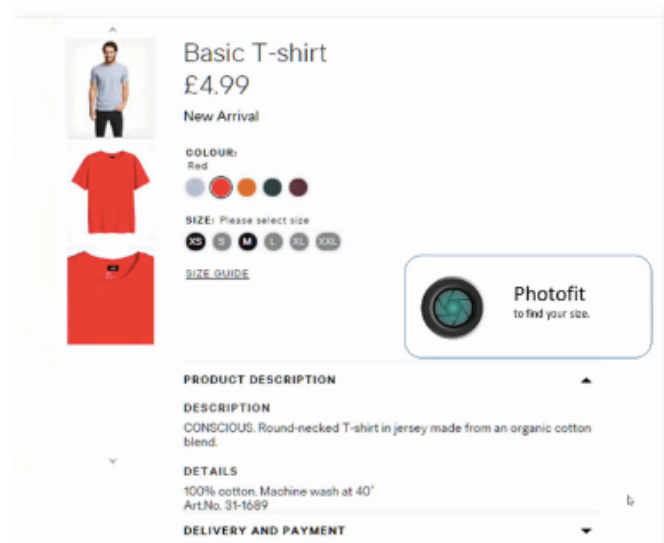 Basic T-shirt
£4.99
New Arrival
COLOUR:
Red
SIZE: Please select size
XS S M L XL XXL
SIZE GUIDE
Photofit
to find your size.
PRODUCT DESCRIPTION
DESCRIPTION
CONSCIOUS. Round-necked T-shirt in jersey made from an organic cotton
blend.
DETAILS
100% cotton. Machine wash at 40°
Art.No. 31-1689
DELIVERY AND PAYMENT